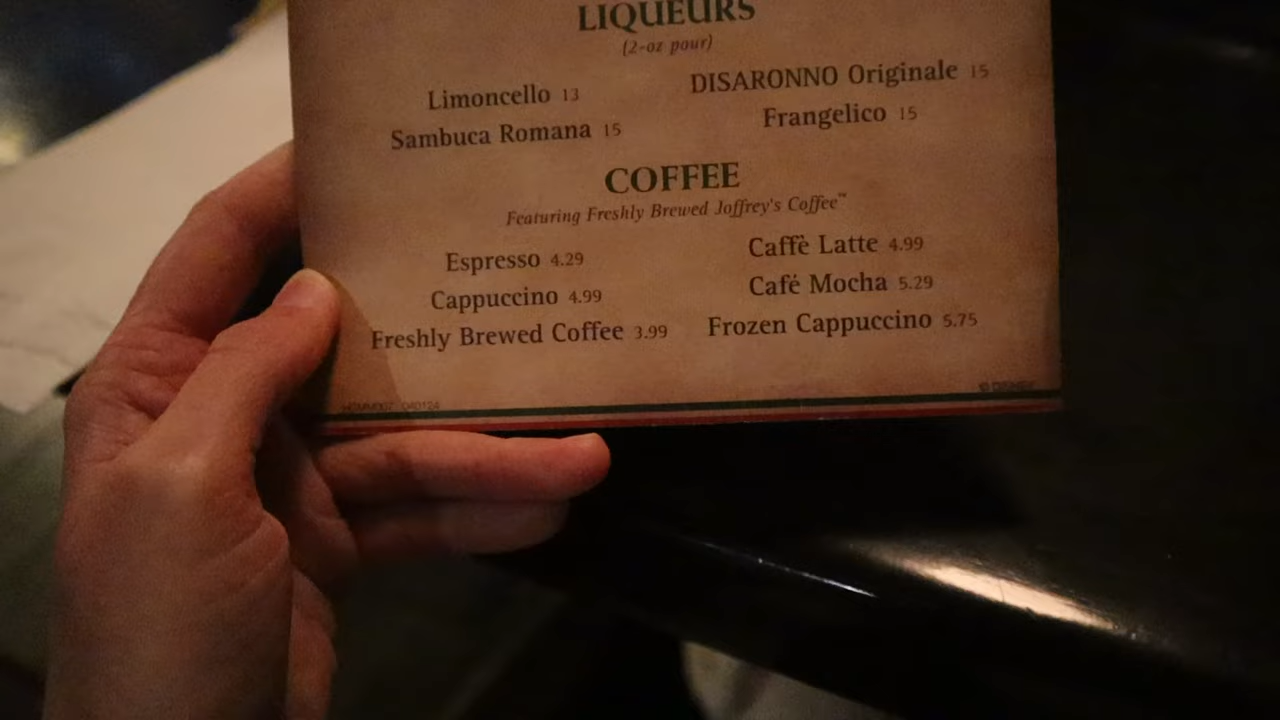 LIQUEURS
(2-oz pour)
Limoncello 13
DISARONNO Originale 15
Sambuca Romana 15
Frangelico 15
COFFEE
Featuring Freshly Brewed Joffrey's Coffee™
Espresso 4.29
Caffè Latte 4.99
Cappuccino 4.99
Café Mocha 5.29
Freshly Brewed Coffee 3.99
Frozen Cappuccino 5.75
040124
© DISNEY